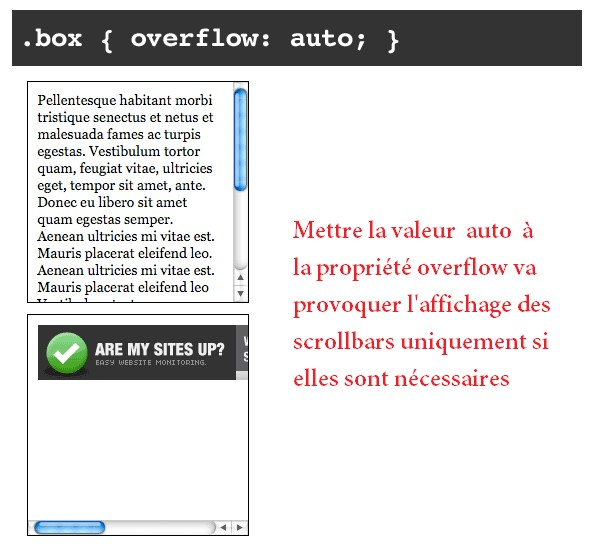 .box { overflow: auto; }
Pellentesque habitant morbi
tristique senectus et netus et
malesuada fames ac turpis
egestas. Vestibulum tortor
quam, feugiat vitae, ultricies
eget, tempor sit amet, ante.
Donec eu libero sit amet
quam egestas semper.
Aenean ultricies mi vitae est.
Mauris placerat eleifend leo.
Aenean ultricies mi vitae est.
Mauris placerat eleifend leo
Mettre la valeur auto à
la propriété overflow va
provoquer l'affichage des
scrollbars uniquement si
elles sont nécessaires
ARE MY SITES UP?
EASY WEBSITE MONITORING.